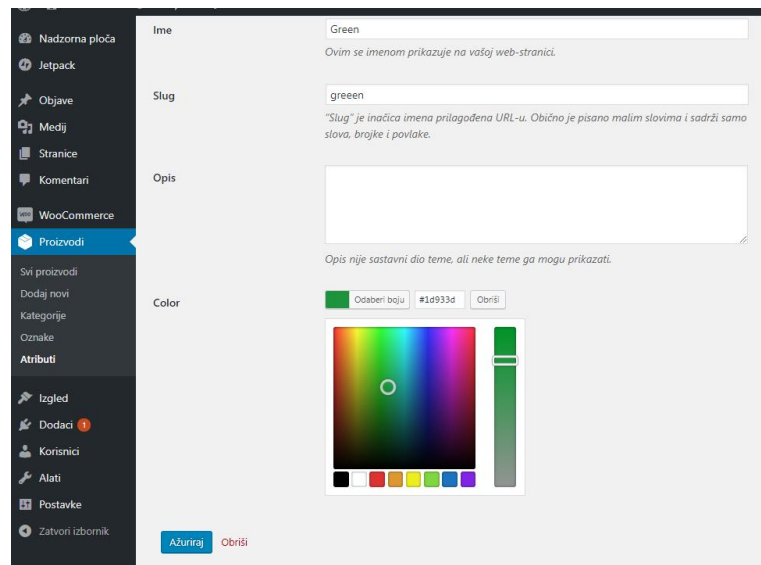 Nadzorna ploča
Jetpack
Objave
Mediji
Stranice
Komentari
WooCommerce
Proizvodi
Svi proizvodi
Dodaj novi
Kategorije
Oznake
Atributi
Izgled
Dodaci 1
Korisnici
Alati
Postavke
Zatvori izbornik
Ime
Green
Ovim se imenom prikazuje na vašoj web-stranici.
Slug
greeen
"Slug" je inačica imena prilagođena URL-u. Obično je pisano malim slovima i sadrži samo
slova, brojke i povlake.
Opis
Opis nije sastavni dio teme, ali neke teme ga mogu prikazati.
Color
Odaberi boju
#1d933d
Obriši
Ažuriraj
Obriši